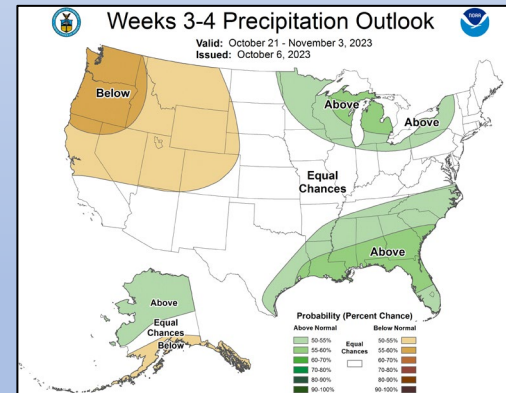 Weeks 3-4 Precipitation Outlook
noaa
Valid: October 21 - November 3, 2023
Issued: October 6, 2023
Below
Above
Above
Equal
Chances
Above
Above
Equal
Chances
Below
Probability (Percent Chance)
Above Normal
Below Normal
Equal
Chances
50-55%
55-60%
60-70%
70-80%
80-90%
90-100%
50-55%
55-60%
60-70%
70-80%
80-90%
90-100%